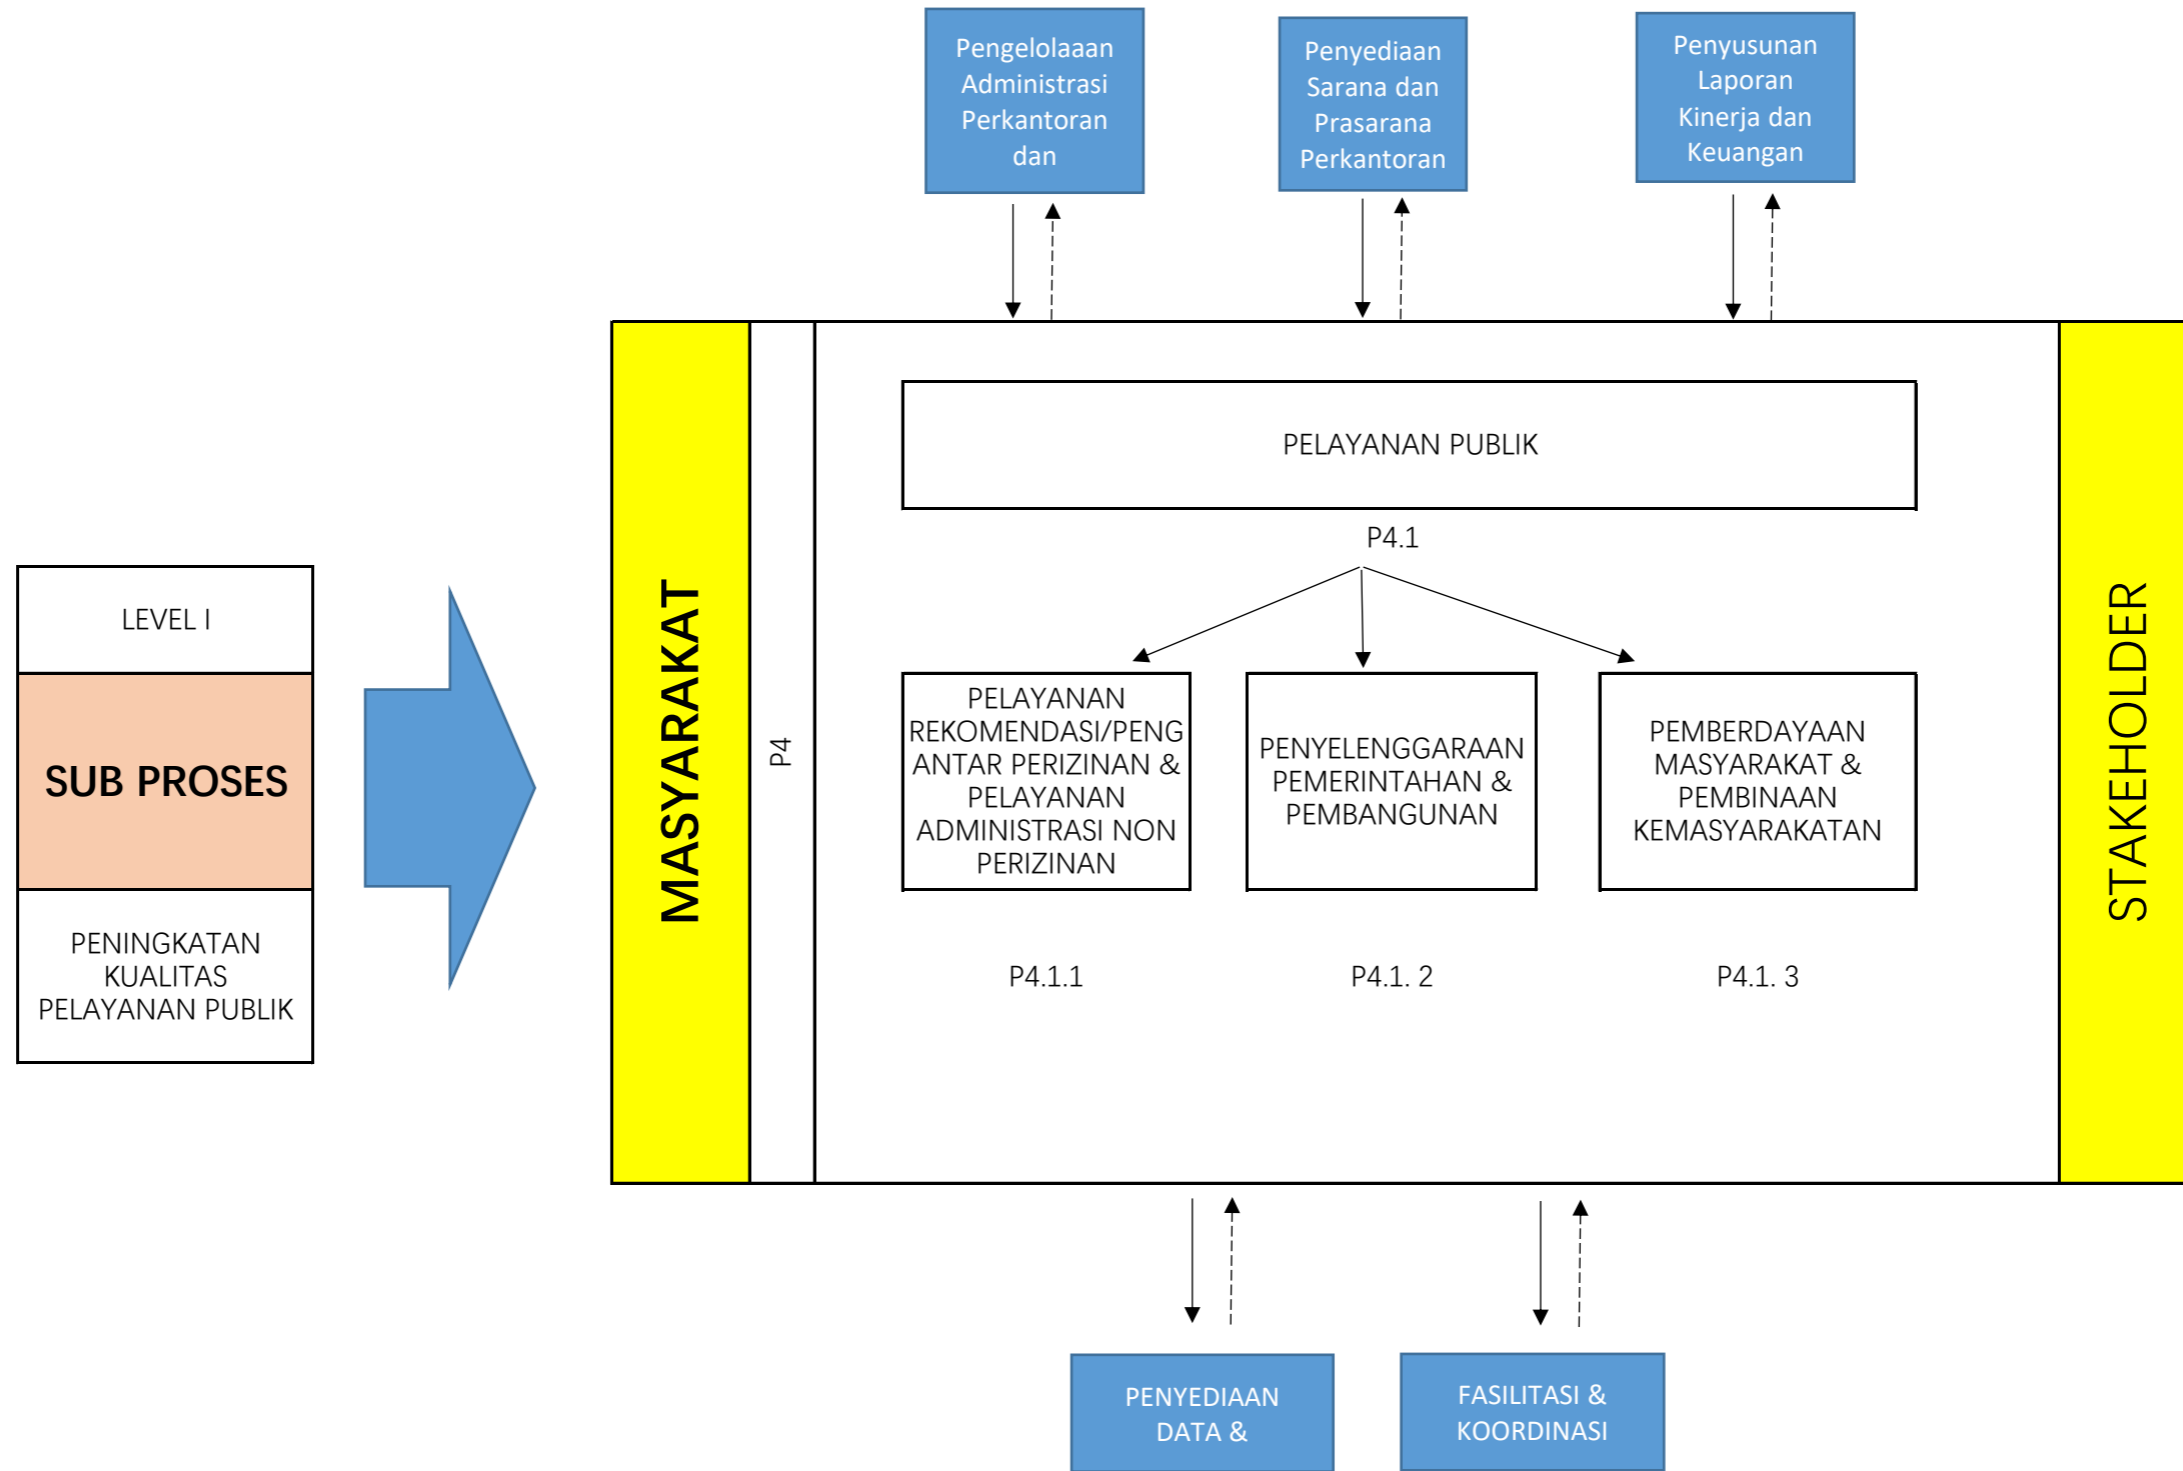 Pengelolaaan
Administrasi
Perkantoran
dan
Penyediaan
Sarana dan
Prasarana
Perkantoran
Penyusunan
Laporan
Kinerja dan
Keuangan
LEVEL I
SUB PROSES
PENINGKATAN
KUALITAS
PELAYANAN PUBLIK
MASYARAKAT
P4
PELAYANAN PUBLIK
P4.1
PELAYANAN
REKOMENDASI/PENG
ANTAR PERIZINAN &
PELAYANAN
ADMINISTRASI NON
PERIZINAN
PENYELENGGARAAN
PEMERINTAHAN &
PEMBANGUNAN
PEMBERDAYAAN
MASYARAKAT &
PEMBINAAN
KEMASYARAKATAN
P4.1.1
P4.1. 2
P4.1. 3
STAKEHOLDER
PENYEDIAAN
DATA &
FASILITASI &
KOORDINASI